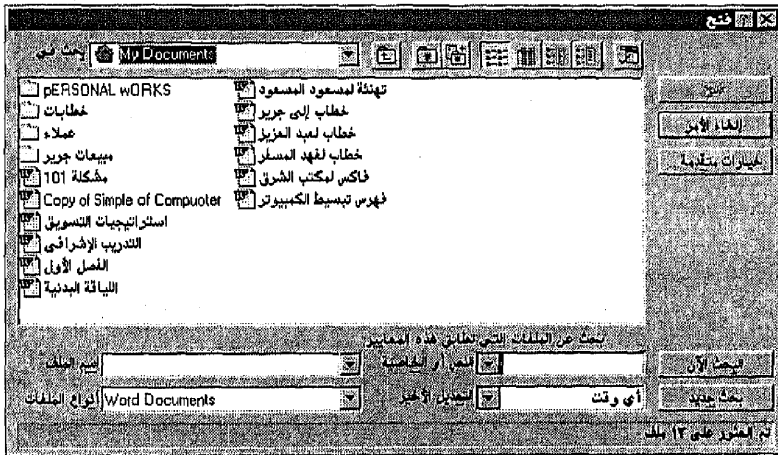 فتح
بحث في: My Documents
pERSONAL wORKS
خطابات
عملاء
مبيعات جرير
مشكلة 101
Copy of Simple of Compuoter
استراتيجيات التسويق
التدريب الإشرافي
الفصل الأول
اللياقة البدنية
تهنئة لمسعود المسعود
خطاب إلى جرير
خطاب لعبد العزيز
خطاب لفهد المسفر
فاكس لمكتب الشرق
فهرس تبسيط الكمبيوتر
إلغاء الأمر
خيارات متقدمة
بحث عن الملفات التي تطابق هذه المعايير:
اسم الملف:
النص أو الخاصية
البحث الآن
أنواع الملفات: Word Documents
التعديل الأخير: أي وقت
بحث جديد
تم العثور على ١٣ ملف